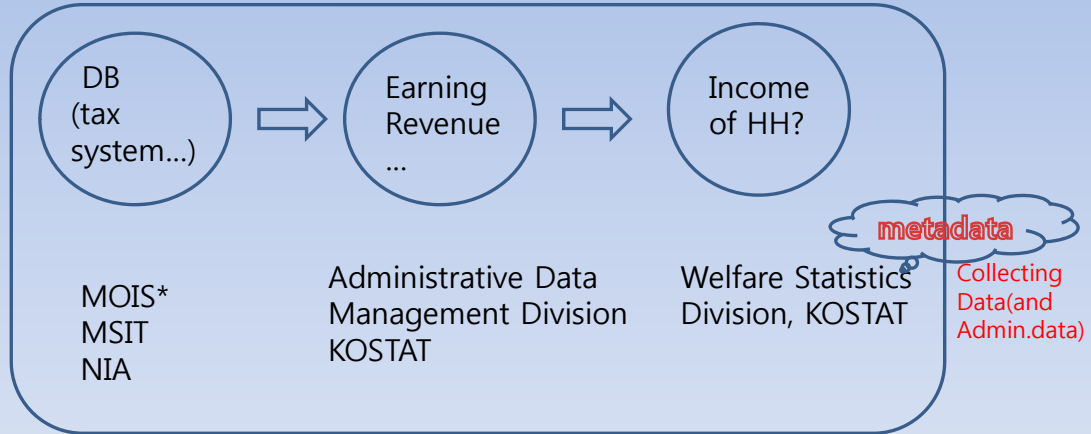 DB
(tax
system...)
Earning
Revenue
...
Income
of HH?
metadata
MOIS*
MSIT
NIA
Administrative Data
Management Division
KOSTAT
Welfare Statistics
Division, KOSTAT
Collecting
Data(and
Admin.data)